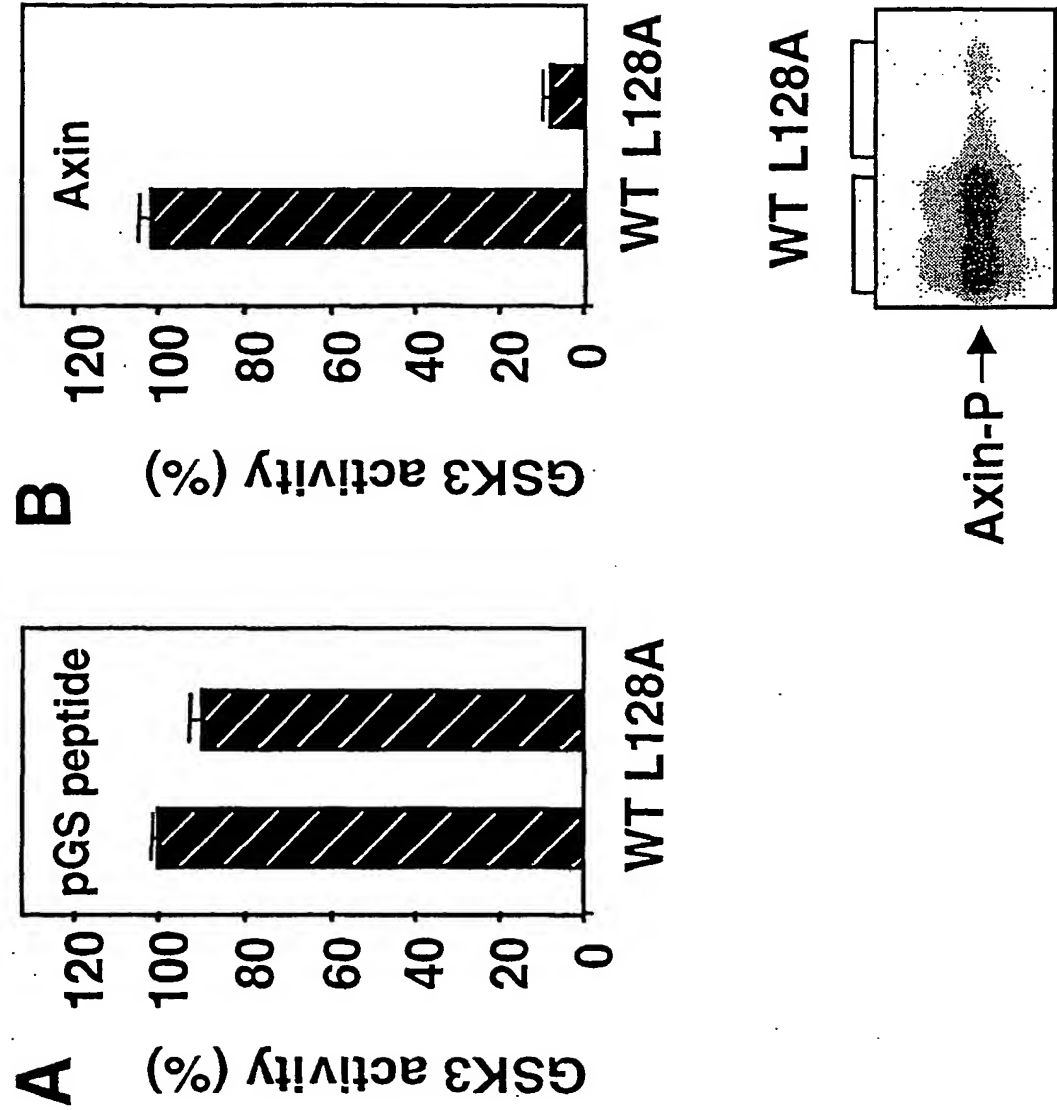 A
GSK3 activity (%)
120
100
80
60
40
20
0
pGS peptide
WT L128A
B
GSK3 activity (%)
120
100
80
60
40
20
0
Axin
WT L128A
WT L128A
Axin-P